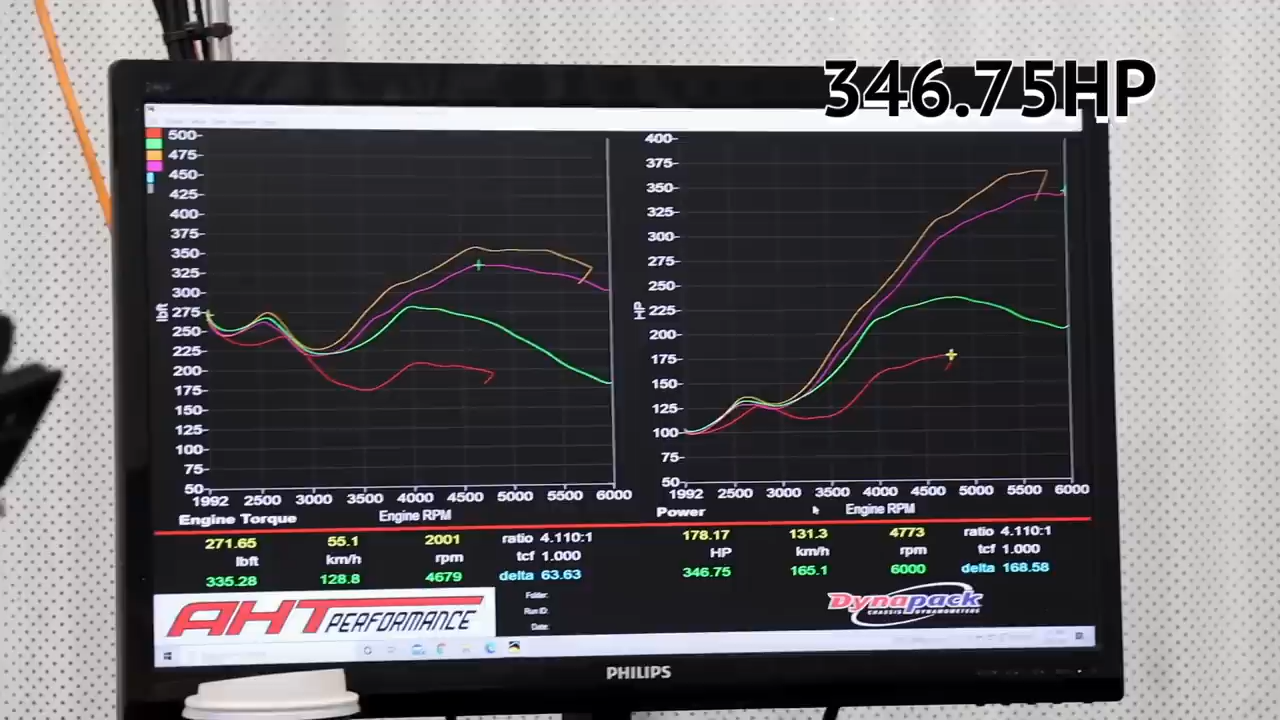 346.75HP
500-
475-
450-
425-
400-
375-
350-
325-
300-
275-
250-
225-
200-
175-
150-
125-
100-
75-
50-
lbft
1992 2500 3000 3500 4000 4500 5000 5500 6000
Engine Torque
Engine RPM
400-
375-
350-
325-
300-
275-
250-
225-
200-
175-
150-
125-
100-
75-
50-
HP
1992 2500 3000 3500 4000 4500 5000 5500 6000
Power
Engine RPM
271.65 55.1 2001 ratio 4.110:1
lbft km/h rpm tcf 1.000
335.28 128.8 4679 delta 63.63
178.17 131.3 4773 ratio 4.110:1
HP km/h rpm tcf 1.000
346.75 165.1 6000 delta 168.58
Folder:
Run ID:
Date:
AHT PERFORMANCE
Dynapack
CHASSIS DYNAMOMETERS
PHILIPS